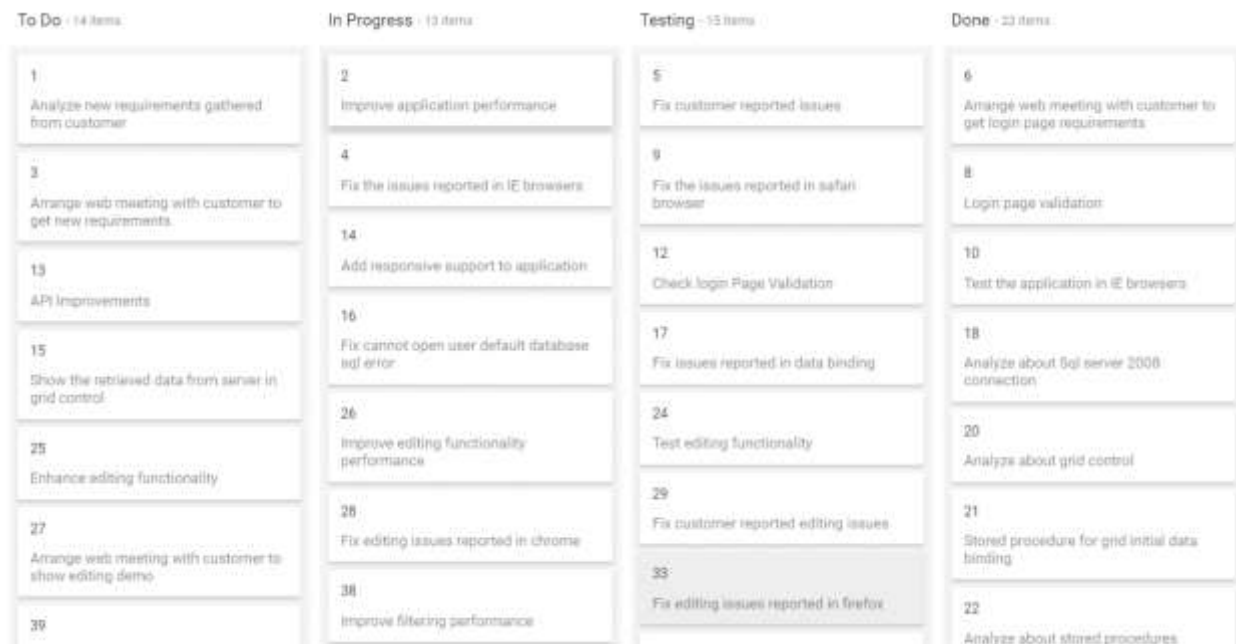 To Do - 14 items
1
Analyze new requirements gathered
from customer
3
Arrange web meeting with customer to
get new requirements
13
API Improvements
15
Show the retrieved data from server in
grid control
25
Enhance editing functionality
27
Arrange web meeting with customer to
show editing demo
39
In Progress - 13 items
2
Improve application performance
4
Fix the issues reported in IE browsers.
14
Add responsive support to application
16
Fix cannot open user default database
sql error
26
Improve editing functionality
performance
28
Fix editing issues reported in chrome
38
Improve filtering performance
Testing - 15 items
5
Fix customer reported issues
9
Fix the issues reported in safari
browser
12
Check login Page Validation
17
Fix issues reported in data binding
24
Test editing functionality
29
Fix customer reported editing issues
33
Fix editing issues reported in firefox
Done - 22 items
6
Arrange web meeting with customer to
get login page requirements
8
Login page validation
10
Test the application in IE browsers
18
Analyze about Sql server 2008
connection
20
Analyze about grid control
21
Stored procedure for grid initial data
binding
22
Analyze about stored procedures